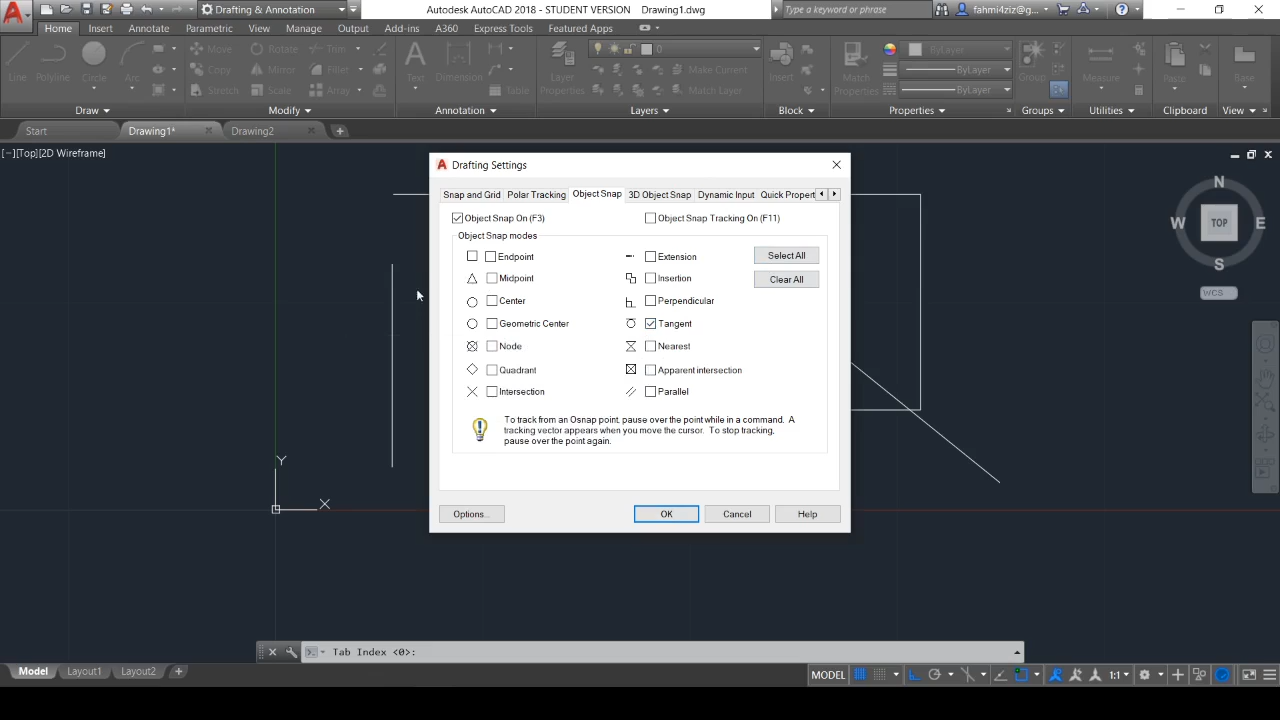 Drafting & Annotation
Autodesk AutoCAD 2018 - STUDENT VERSION Drawing1.dwg
Type a keyword or phrase
fahmi4ziz@g...
Home Insert Annotate Parametric View Manage Output Add-ins A360 Express Tools Featured Apps
Line Polyline Circle Arc
Move Rotate Trim
Copy Mirror Fillet
Stretch Scale Array
Text Dimension Table
Layer Properties
0
Make Current
Match Layer
Insert
Match Properties
ByLayer
ByLayer
ByLayer
Group
Measure
Paste
Base
Draw Modify Annotation Layers Block Properties Groups Utilities Clipboard View
Start Drawing1* Drawing2
[−][Top][2D Wireframe]
N
W TOP E
S
WCS
Drafting Settings
Snap and Grid Polar Tracking Object Snap 3D Object Snap Dynamic Input Quick Propert
Object Snap On (F3) Object Snap Tracking On (F11)
Object Snap modes
Endpoint Extension Select All
Midpoint Insertion Clear All
Center Perpendicular
Geometric Center Tangent
Node Nearest
Quadrant Apparent intersection
Intersection Parallel
To track from an Osnap point, pause over the point while in a command. A
tracking vector appears when you move the cursor. To stop tracking,
pause over the point again.
Options... OK Cancel Help
Y
X
Tab Index <0>:
Model Layout1 Layout2
MODEL 1:1